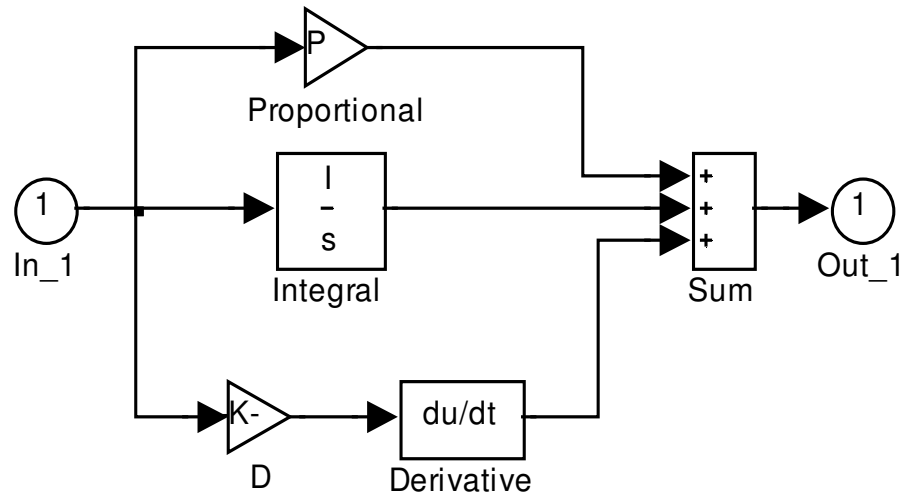 P
Proportional
1
In_1
I
s
Integral
+
+
+
Sum
1
Out_1
K-
D
du/dt
Derivative